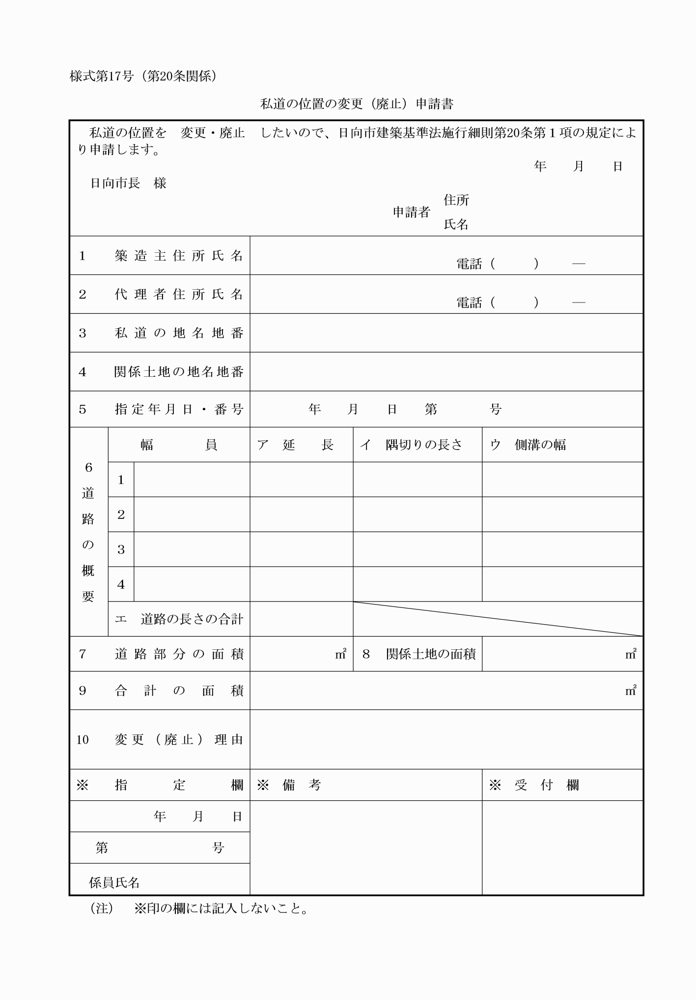 様式第17号（第20条関係）
私道の位置の変更（廃止）申請書
私道の位置を　変更・廃止　したいので、日向市建築基準法施行細則第20条第１項の規定によ
り申請します。
年　　月　　日
日向市長　様
住所
申請者
氏名
１　築造主住所氏名
電話（　　　）　　―
２　代理者住所氏名
電話（　　　）　　―
３　私道の地名地番
４　関係土地の地名地番
５　指定年月日・番号　　年　　月　　日　　第　　　　号
６道路の概要
幅　　　　員　ア　延　　長　イ　隅切りの長さ　ウ　側溝の幅
１
２
３
４
エ　道路の長さの合計
７　道路部分の面積　㎡　８　関係土地の面積　㎡
９　合計の面積　㎡
10　変更（廃止）理由
※　指　定　欄　※　備　考　※　受　付　欄
年　　月　　日
第　　　　　　　　号
係員氏名
（注）　※印の欄には記入しないこと。